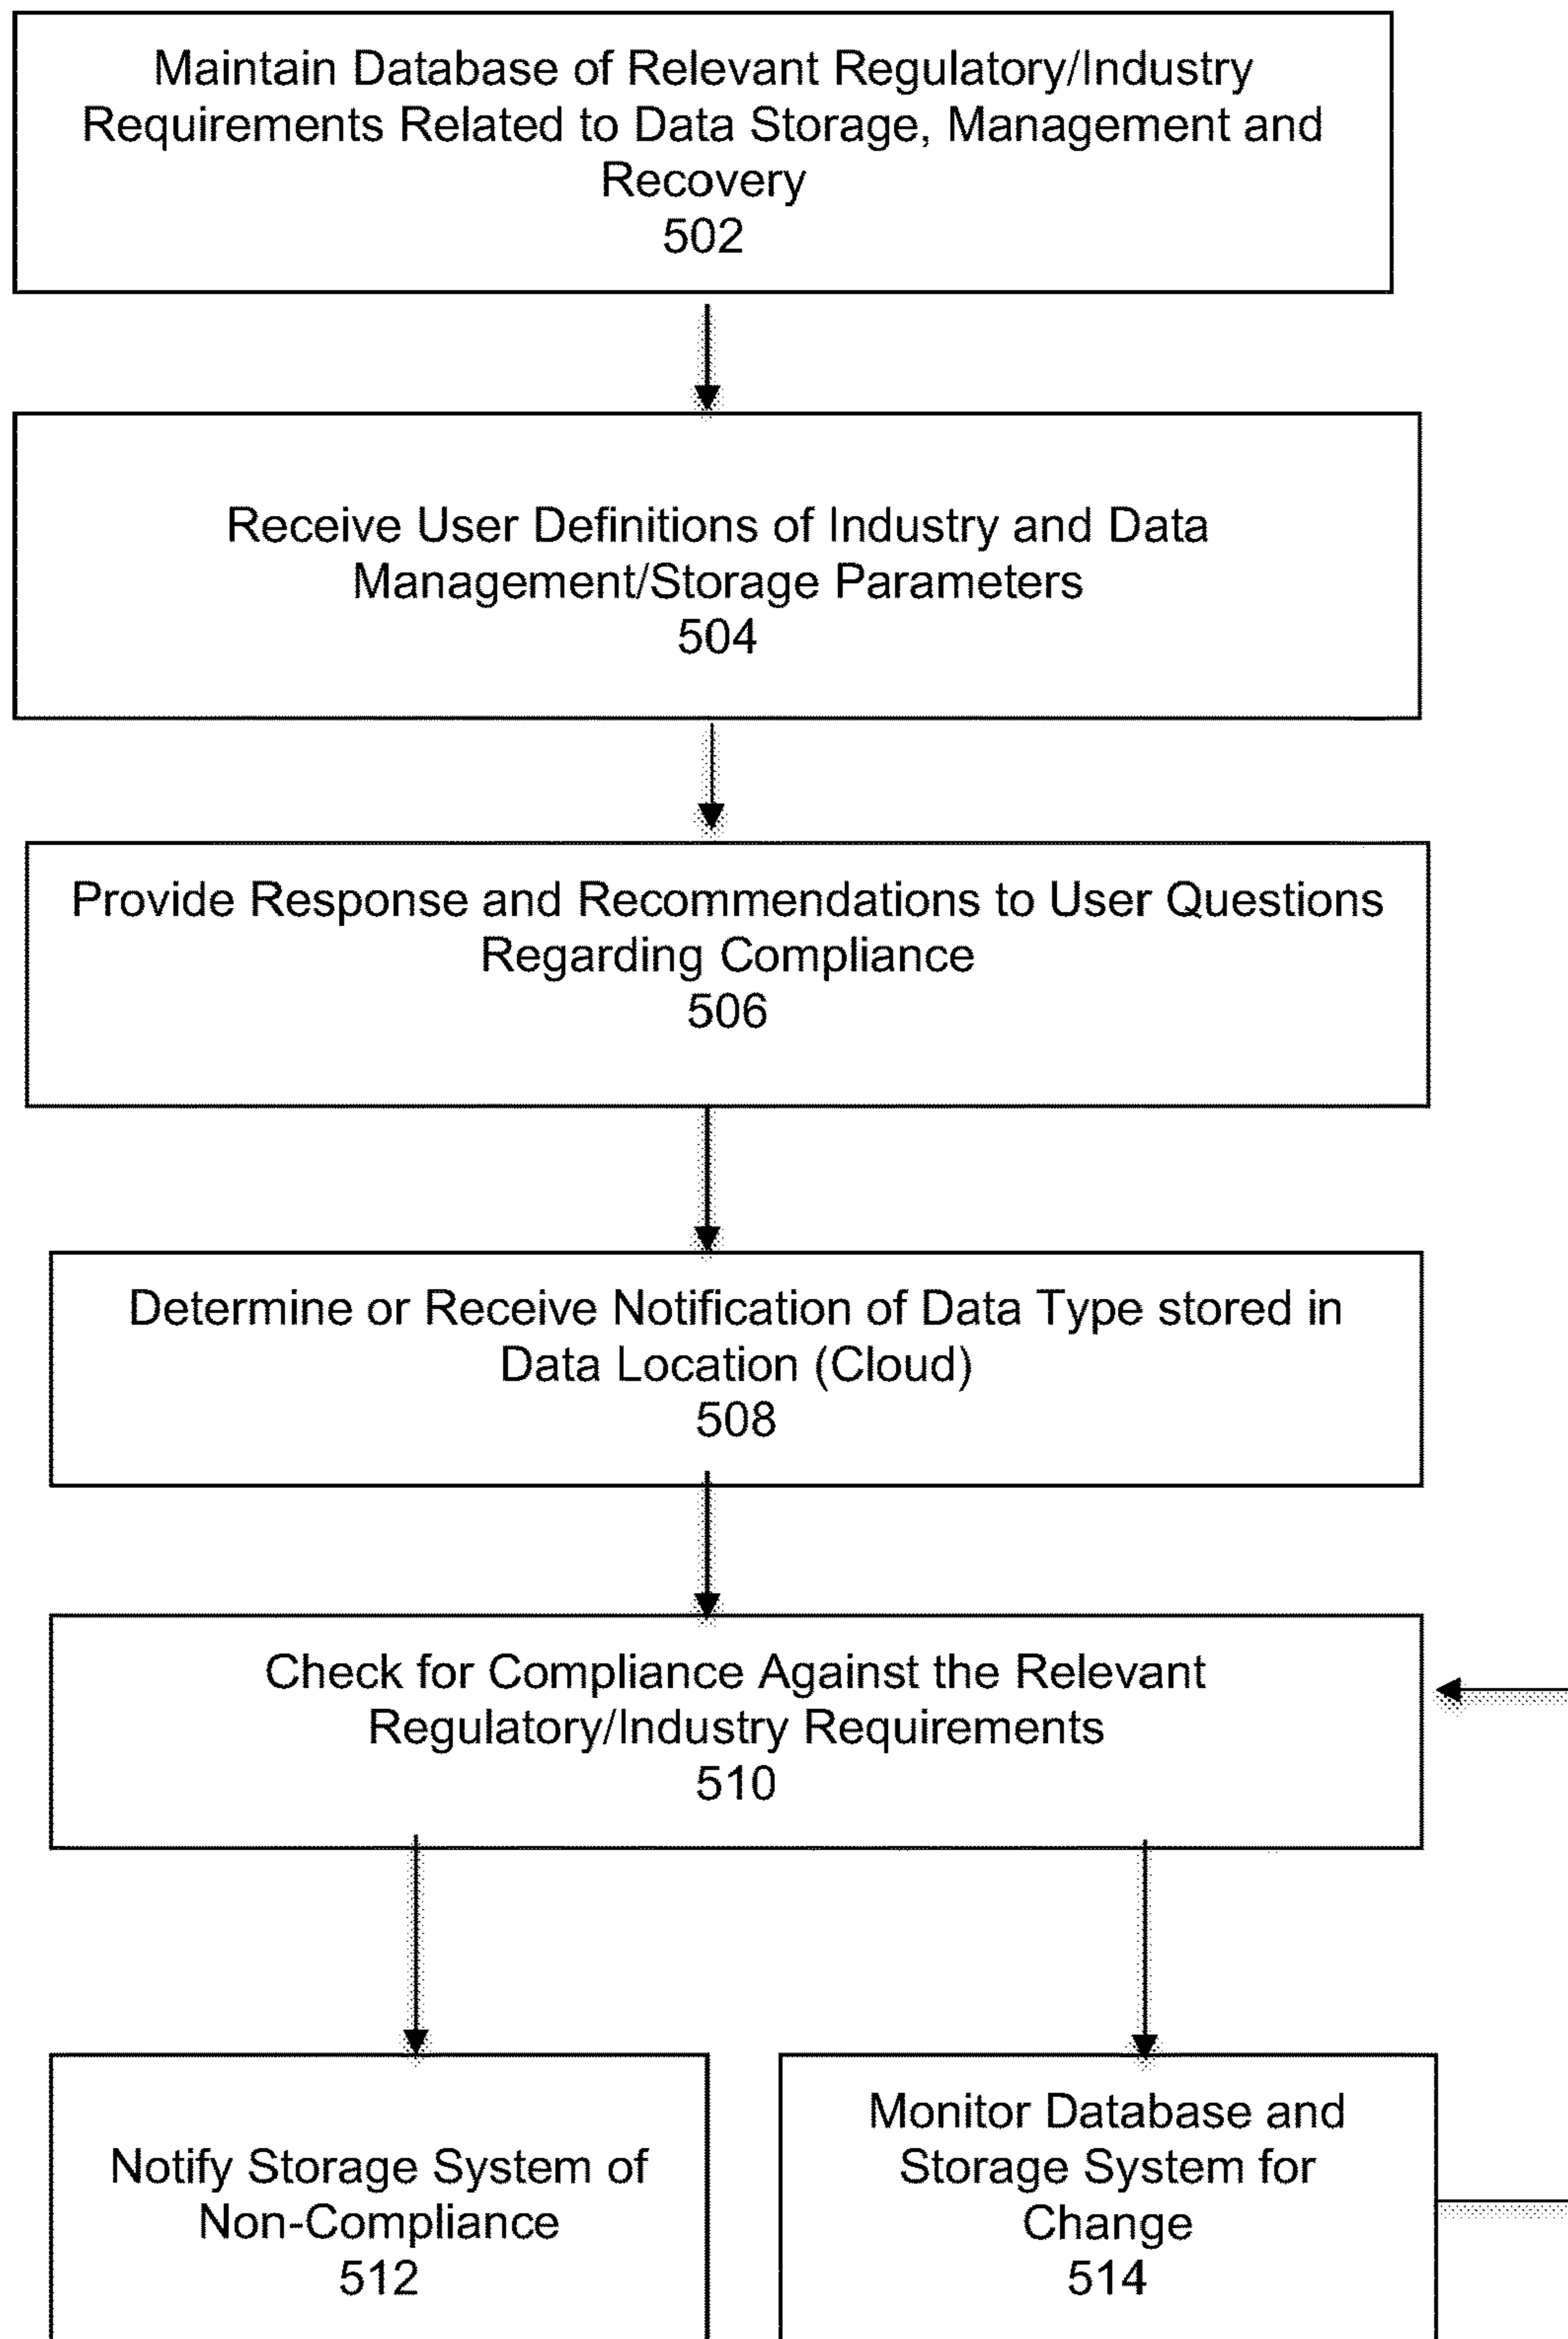 Maintain Database of Relevant Regulatory/Industry
Requirements Related to Data Storage, Management and
Recovery
502
Receive User Definitions of Industry and Data
Management/Storage Parameters
504
Provide Response and Recommendations to User Questions
Regarding Compliance
506
Determine or Receive Notification of Data Type stored in
Data Location (Cloud)
508
Check for Compliance Against the Relevant
Regulatory/Industry Requirements
510
Notify Storage System of
Non-Compliance
512
Monitor Database and
Storage System for
Change
514